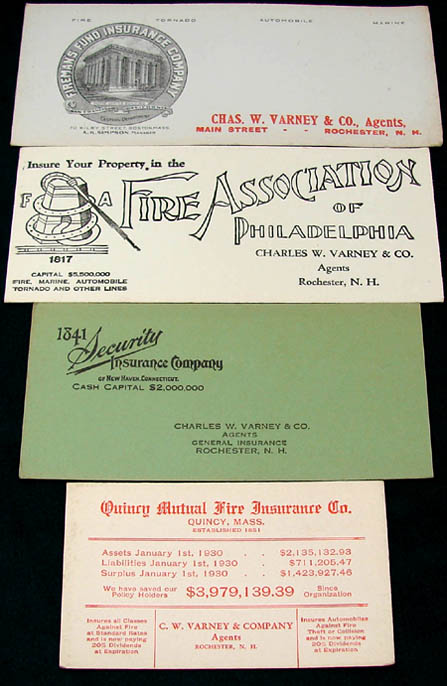 FIRE TORNADO AUTOMOBILE MARINE
FIREMANS FUND INSURANCE COMPANY
CALIFORNIA
70 KILBY STREET, BOSTON, MASS.
A. K. SIMPSON, MANAGER
CHAS. W. VARNEY & CO., Agents,
MAIN STREET - - ROCHESTER, N. H.
Insure Your Property in the
F A
FIRE ASSOCIATION
OF
PHILADELPHIA
1817
CAPITAL $5,500,000
FIRE, MARINE, AUTOMOBILE
TORNADO AND OTHER LINES
CHARLES W. VARNEY & CO.
Agents
Rochester, N. H.
1841 Security
Insurance Company
OF NEW HAVEN, CONNECTICUT.
CASH CAPITAL $2,000,000
CHARLES W. VARNEY & CO.
AGENTS
GENERAL INSURANCE
ROCHESTER, N. H.
Quincy Mutual Fire Insurance Co.
QUINCY, MASS.
ESTABLISHED 1851
Assets January 1st, 1930 . . $2,135,132.93
Liabilities January 1st, 1930 . . $711,205.47
Surplus January 1st, 1930 . . $1,423,927.46
We have saved our
Policy Holders $3,979,139.39 Since
Organization
Insures all Classes
Against Fire
at Standard Rates
and is now paying
20% Dividends
at Expiration
C. W. VARNEY & COMPANY
Agents
ROCHESTER, N. H.
Insures Automobiles
Against Fire
Theft or Collision
and is now paying
20% Dividends
at Expiration